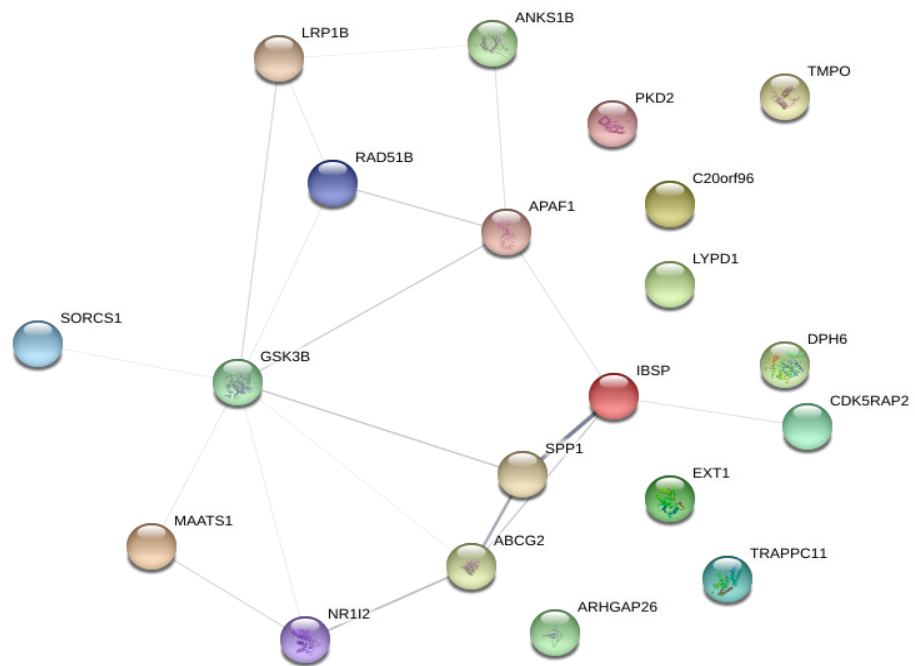 ANKS1B
LRP1B
TMPO
PKD2
RAD51B
C20orf96
APAF1
LYPD1
SORCS1
DPH6
GSK3B
IBSP
CDK5RAP2
SPP1
EXT1
MAATS1
ABCG2
TRAPPC11
ARHGAP26
NR1I2